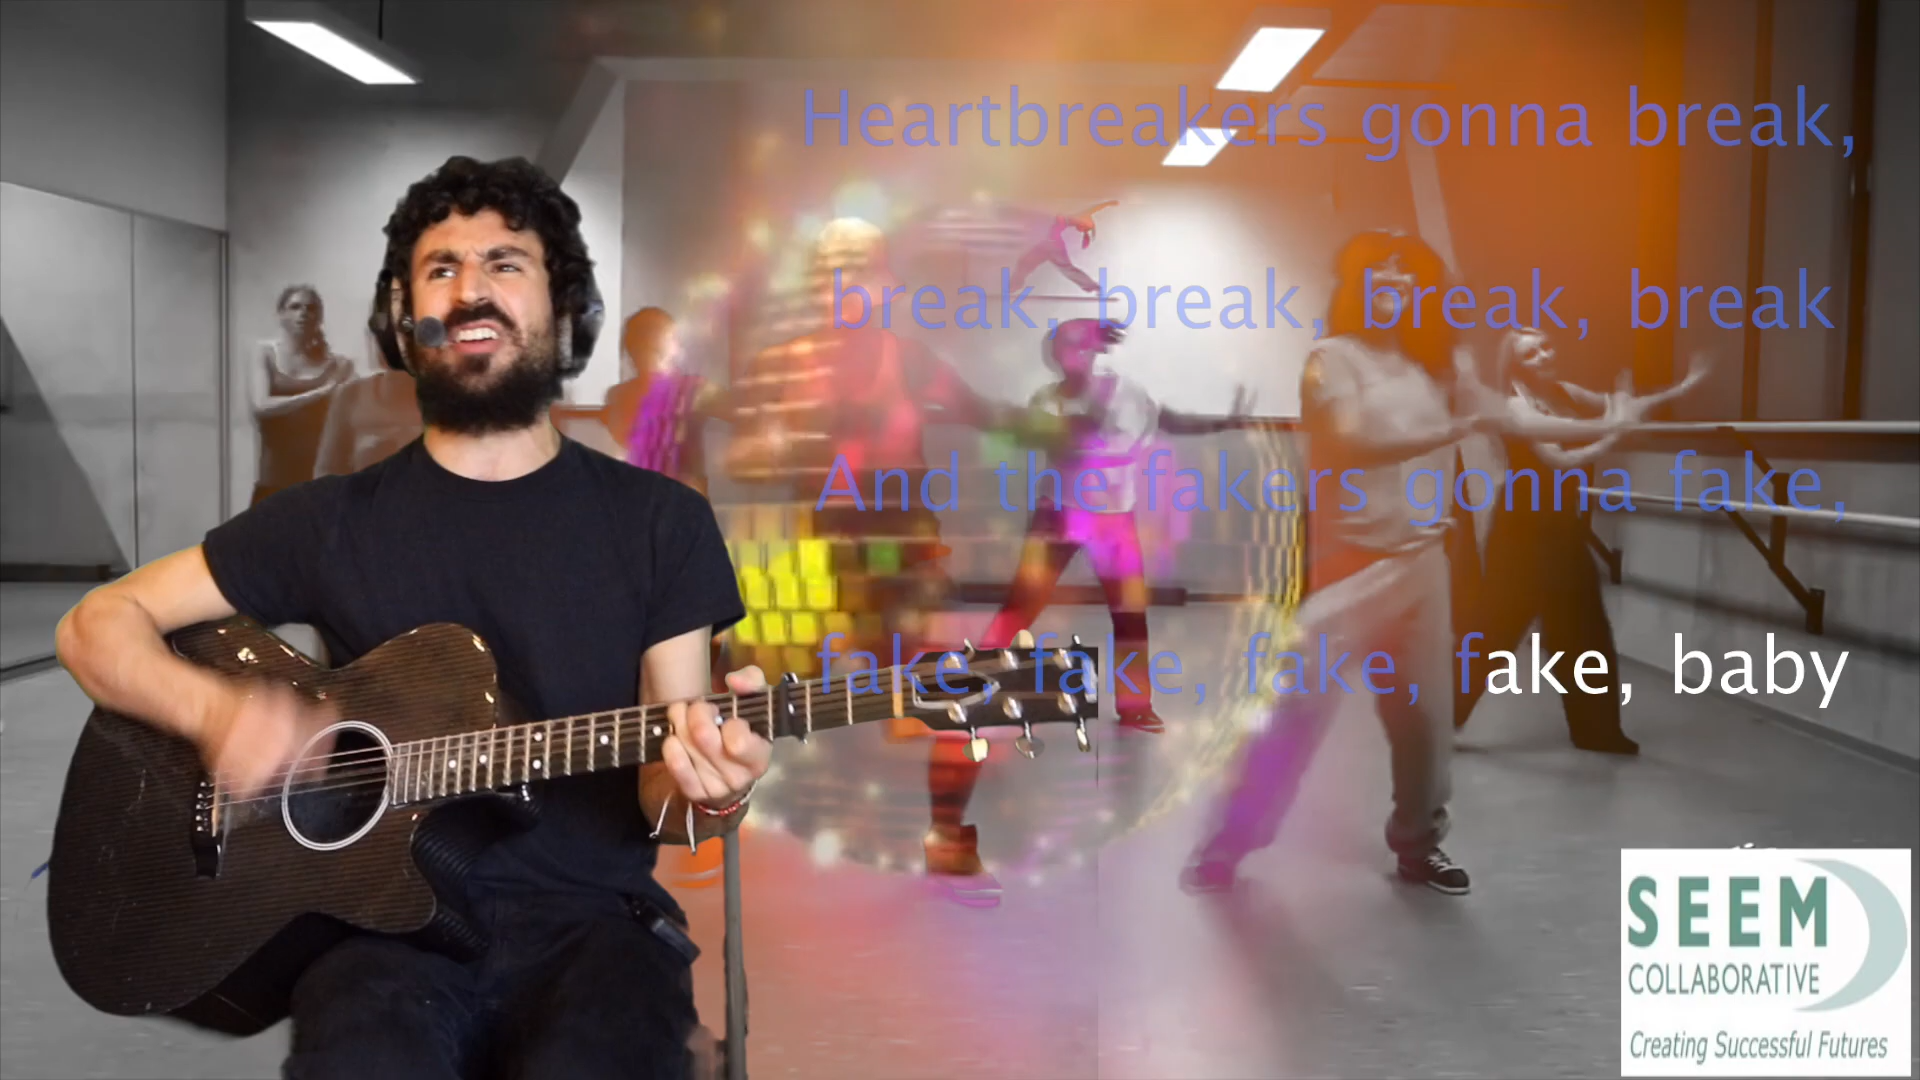 Heartbreakers gonna break,
break, break, break, break
And the fakers gonna fake,
fake, fake, fake, fake, baby
SEEM
COLLABORATIVE
Creating Successful Futures